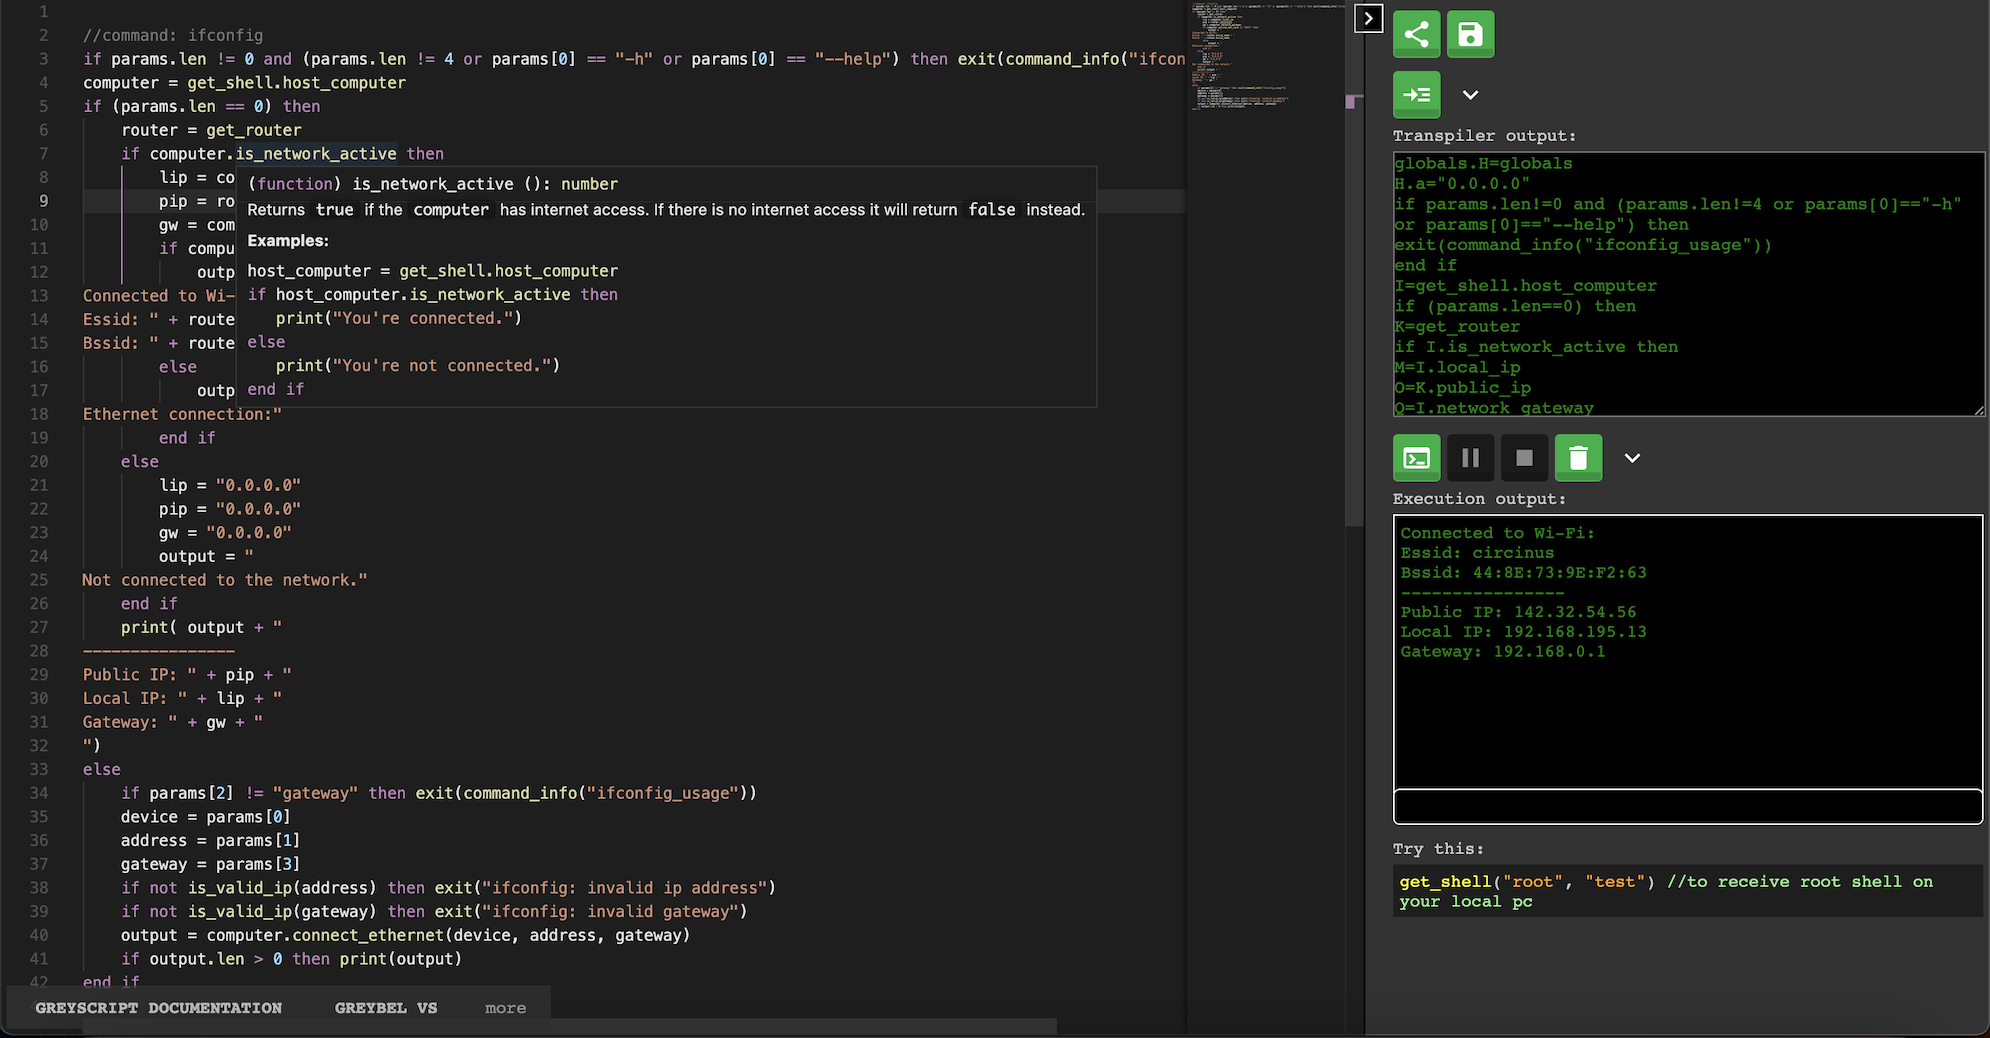 1
2 //command: ifconfig
3 if params.len != 0 and (params.len != 4 or params[0] == "-h" or params[0] == "--help") then exit(command_info("ifcon
4 computer = get_shell.host_computer
5 if (params.len == 0) then
6 router = get_router
7 if computer.is_network_active then
8 lip = co
9 pip = ro
10 gw = com
11 if compu
12 outp
13 Connected to Wi-
14 Essid: " + route
15 Bssid: " + route
16 else
17 outp
18 Ethernet connection:"
19 end if
20 else
21 lip = "0.0.0.0"
22 pip = "0.0.0.0"
23 gw = "0.0.0.0"
24 output = "
25 Not connected to the network."
26 end if
27 print( output + "
28 ----------------
29 Public IP: " + pip + "
30 Local IP: " + lip + "
31 Gateway: " + gw + "
32 ")
33 else
34 if params[2] != "gateway" then exit(command_info("ifconfig_usage"))
35 device = params[0]
36 address = params[1]
37 gateway = params[3]
38 if not is_valid_ip(address) then exit("ifconfig: invalid ip address")
39 if not is_valid_ip(gateway) then exit("ifconfig: invalid gateway")
40 output = computer.connect_ethernet(device, address, gateway)
41 if output.len > 0 then print(output)
42 end if
(function) is_network_active (): number
Returns true if the computer has internet access. If there is no internet access it will return false instead.
Examples:
host_computer = get_shell.host_computer
if host_computer.is_network_active then
print("You're connected.")
else
print("You're not connected.")
end if
GREYSCRIPT DOCUMENTATION GREYBEL VS more
Transpiler output:
globals.H=globals
H.a="0.0.0.0"
if params.len!=0 and (params.len!=4 or params[0]=="-h"
or params[0]=="--help") then
exit(command_info("ifconfig_usage"))
end if
I=get_shell.host_computer
if (params.len==0) then
K=get_router
if I.is_network_active then
M=I.local_ip
O=K.public_ip
Q=I.network_gateway
Execution output:
Connected to Wi-Fi:
Essid: circinus
Bssid: 44:8E:73:9E:F2:63
----------------
Public IP: 142.32.54.56
Local IP: 192.168.195.13
Gateway: 192.168.0.1
Try this:
get_shell("root", "test") //to receive root shell on
your local pc